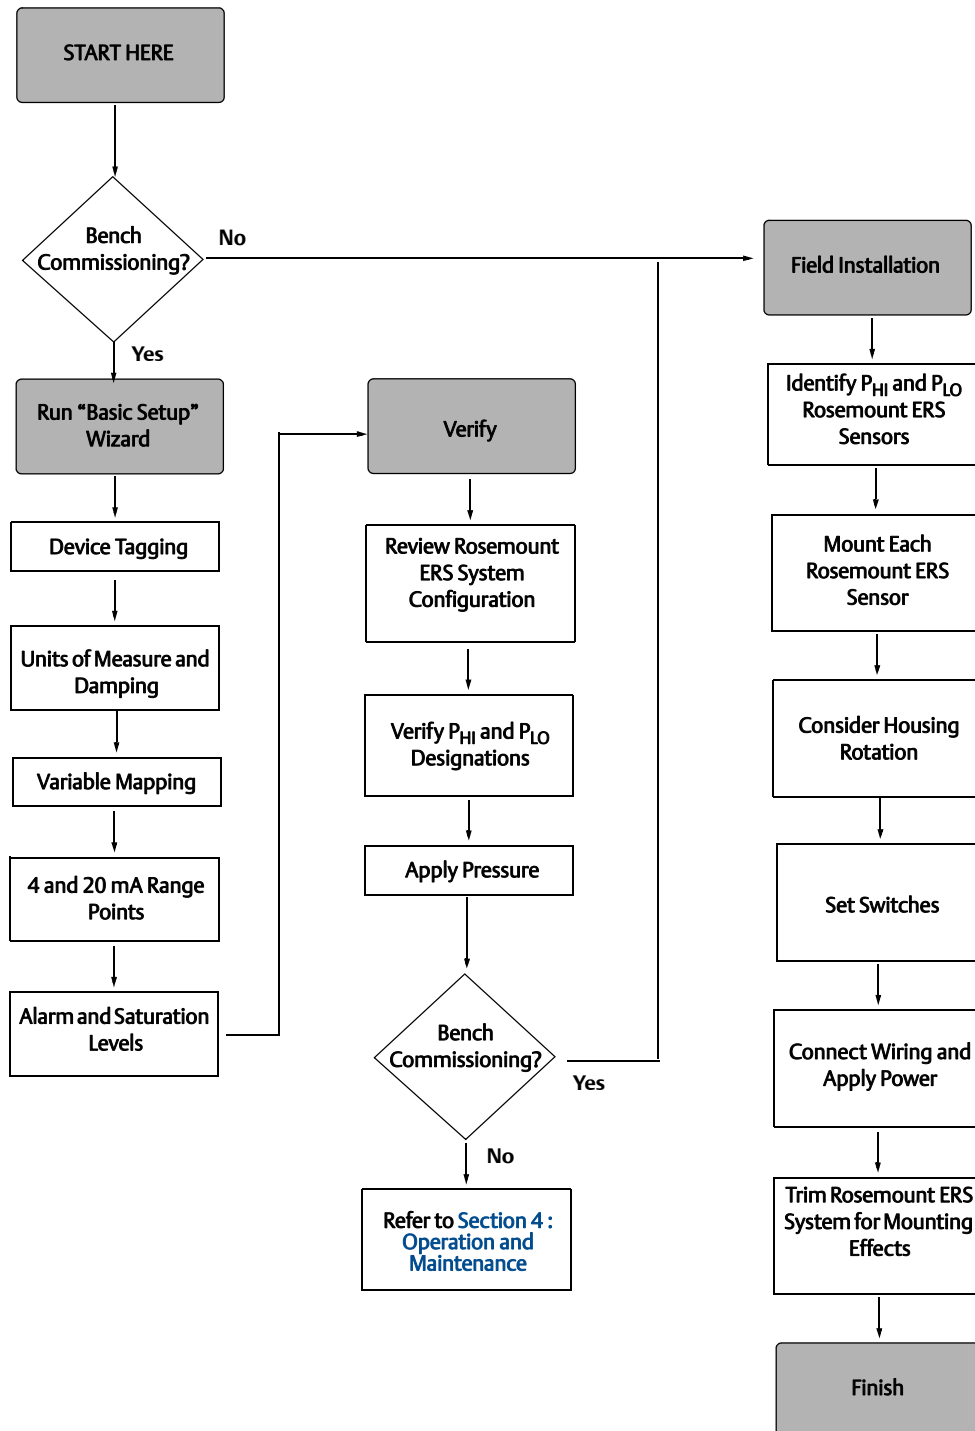 START HERE
Bench
Commissioning?
No
Yes
Run “Basic Setup”
Wizard
Device Tagging
Units of Measure and
Damping
Variable Mapping
4 and 20 mA Range
Points
Alarm and Saturation
Levels
Verify
Review Rosemount
ERS System
Configuration
Verify PHI and PLO
Designations
Apply Pressure
Bench
Commissioning?
Yes
No
Refer to Section 4 :
Operation and
Maintenance
Field Installation
Identify PHI and PLO
Rosemount ERS
Sensors
Mount Each
Rosemount ERS
Sensor
Consider Housing
Rotation
Set Switches
Connect Wiring and
Apply Power
Trim Rosemount ERS
System for Mounting
Effects
Finish